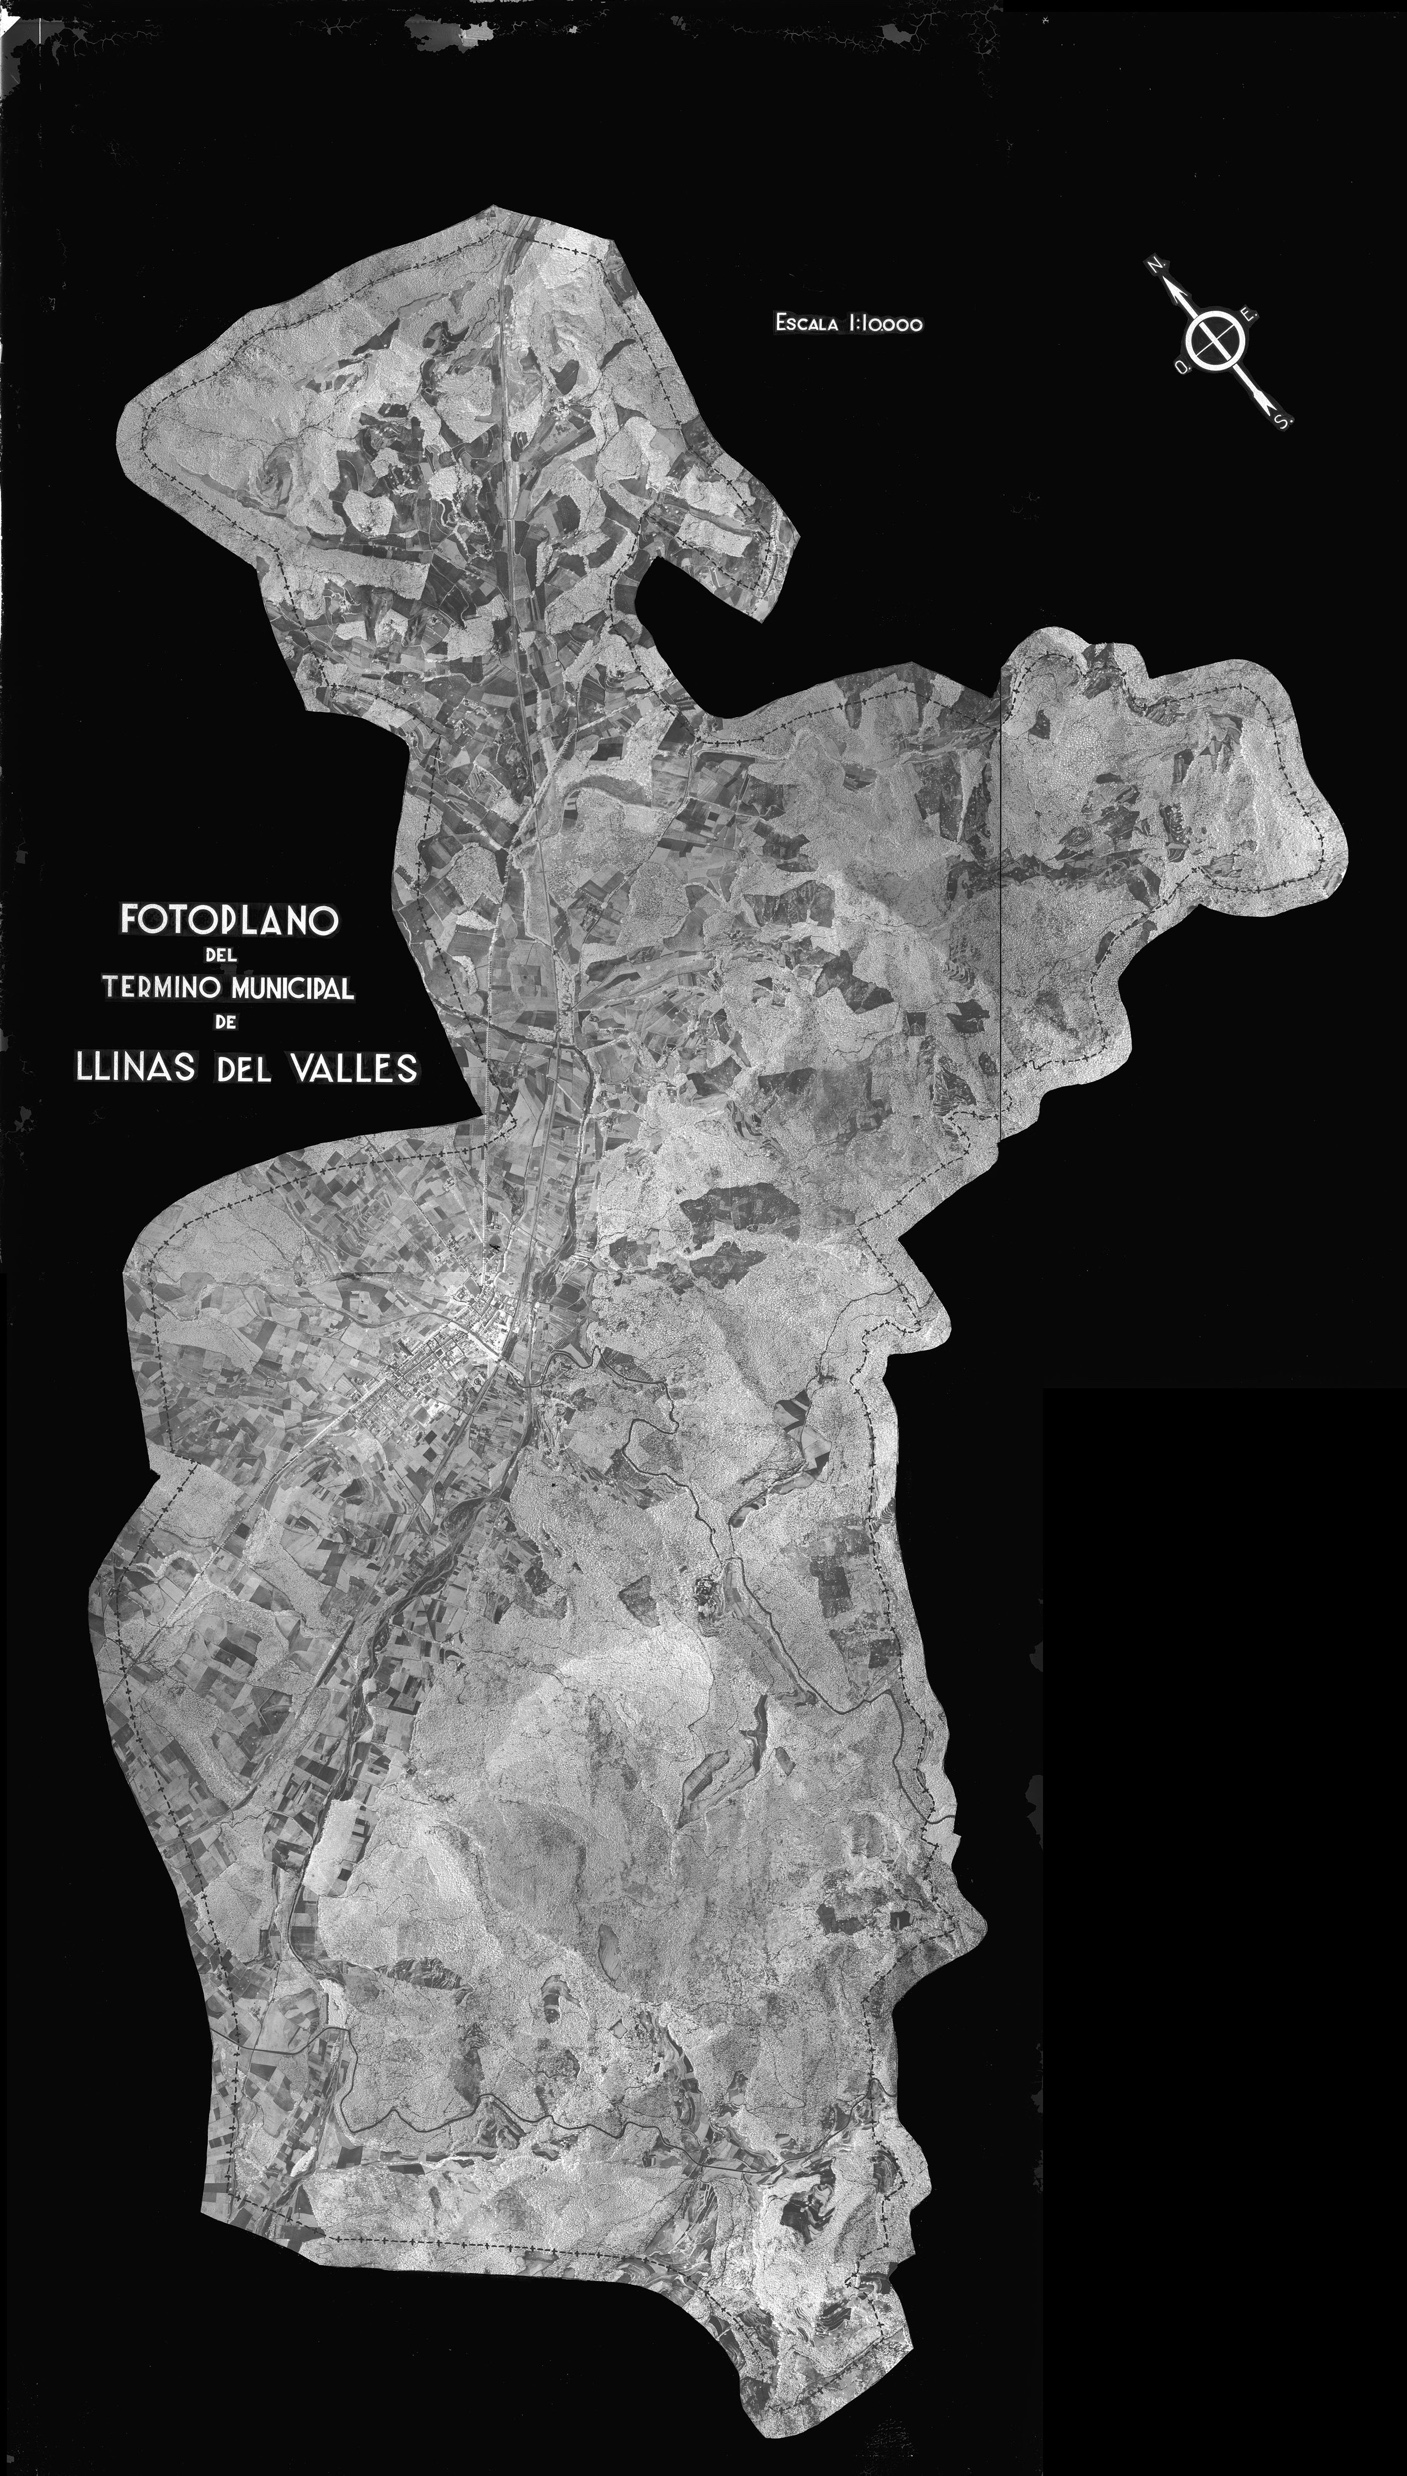 ESCALA 1:10.000
N.
E.
O.
S.
FOTOPLANO
DEL
TERMINO MUNICIPAL
DE
LLINAS DEL VALLES